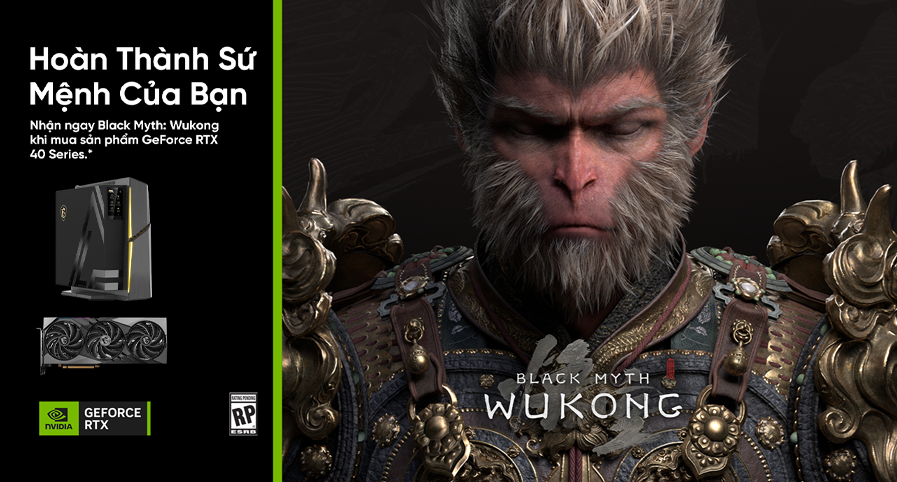 Hoàn Thành Sứ
Mệnh Của Bạn
Nhận ngay Black Myth: Wukong
khi mua sản phẩm GeForce RTX
40 Series.*
NVIDIA
GEFORCE
RTX
RATING PENDING
RP
ESRB
BLACK MYTH
WUKONG